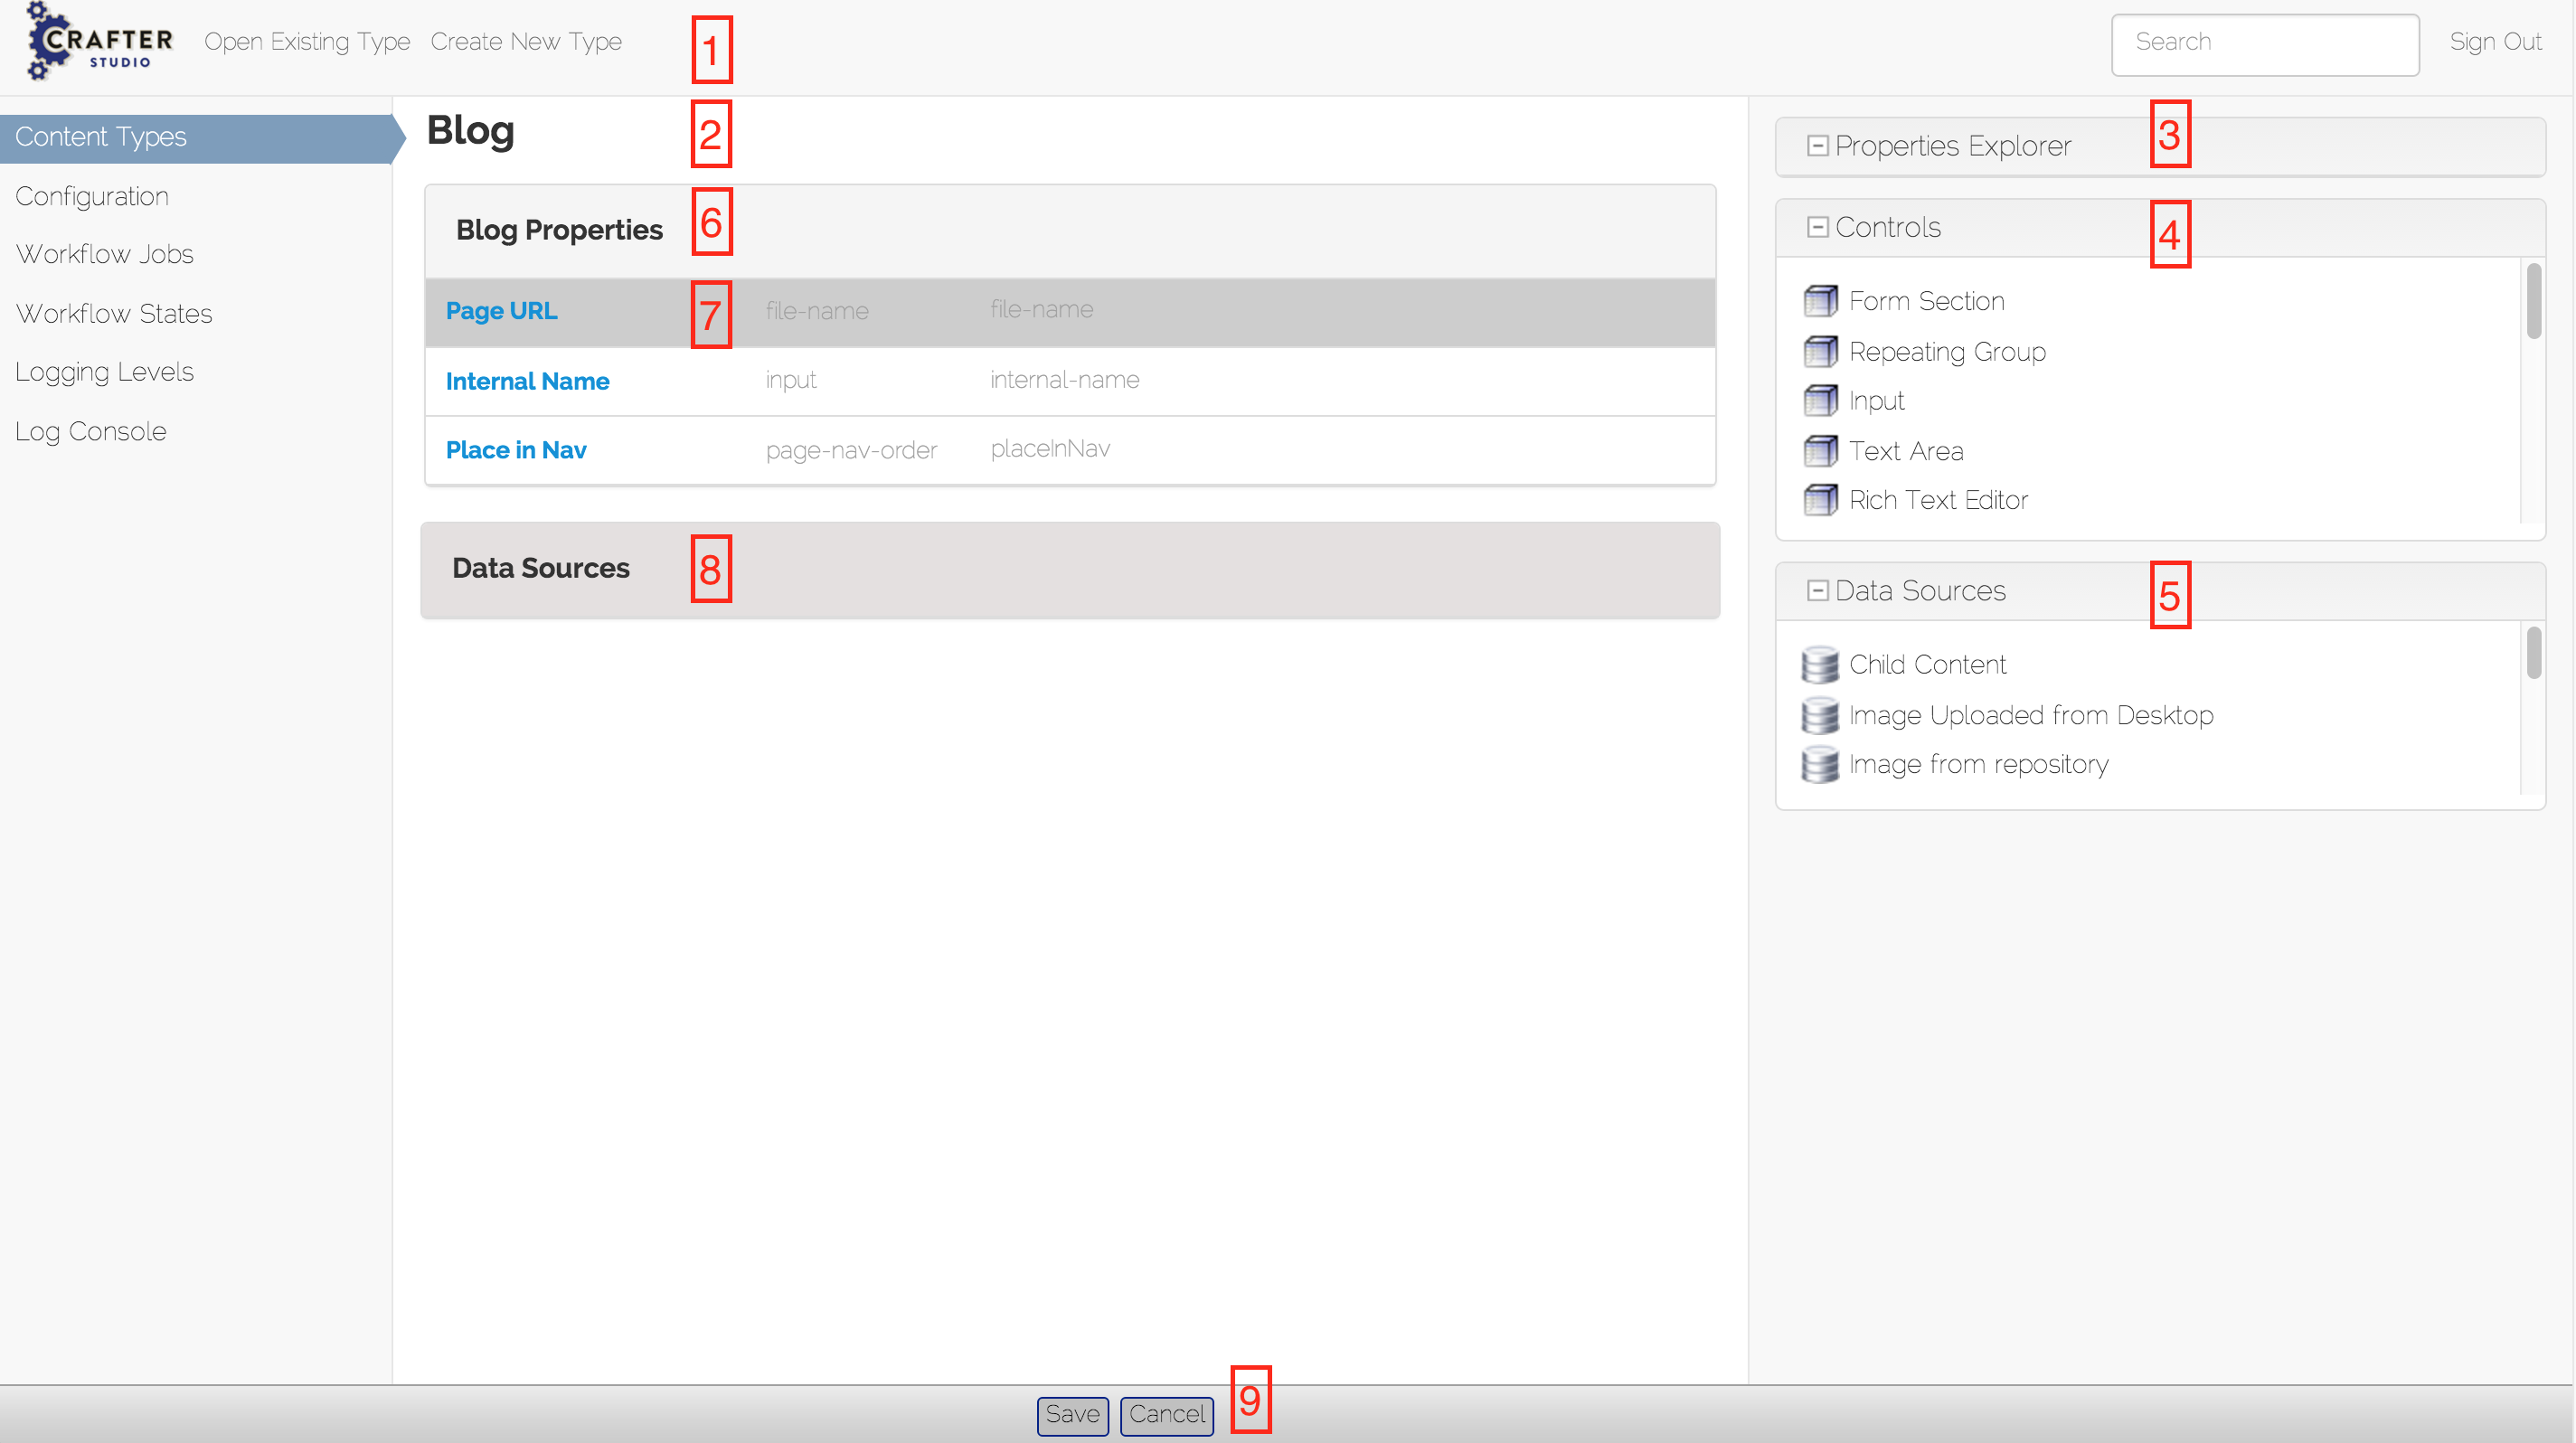 CRAFTER
STUDIO
Open Existing Type Create New Type 1 Search Sign Out
Content Types
Configuration
Workflow Jobs
Workflow States
Logging Levels
Log Console
Blog 2
Blog Properties 6
Page URL 7 file-name file-name
Internal Name input internal-name
Place in Nav page-nav-order placeInNav
Data Sources 8
Properties Explorer 3
Controls 4
Form Section
Repeating Group
Input
Text Area
Rich Text Editor
Data Sources 5
Child Content
Image Uploaded from Desktop
Image from repository
Save Cancel 9